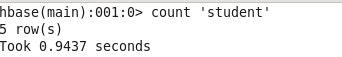 hbase(main):001:0> count 'student'
5 row(s)
Took 0.9437 seconds